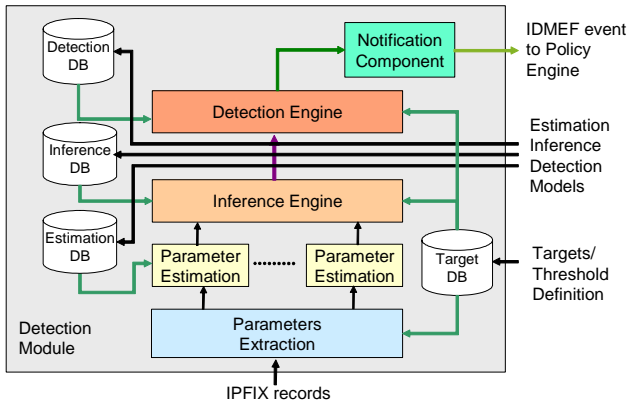 Detection
DB
Notification
Component
IDMEF event
to Policy
Engine
Detection Engine
Inference
DB
Estimation
Inference
Detection
Models
Inference Engine
Estimation
DB
Parameter
Estimation
Parameter
Estimation
Target
DB
Targets/
Threshold
Definition
Detection
Module
Parameters
Extraction
IPFIX records